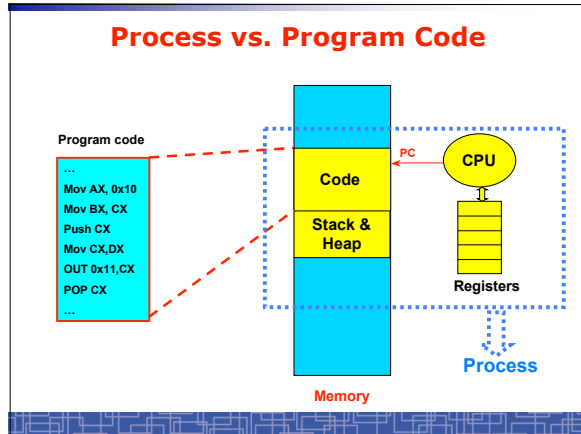 Process vs. Program Code
Program code
...
Mov AX, 0x10
Mov BX, CX
Push CX
Mov CX,DX
OUT 0x11,CX
POP CX
...
Code
Stack &
Heap
Memory
PC
CPU
Registers
Process